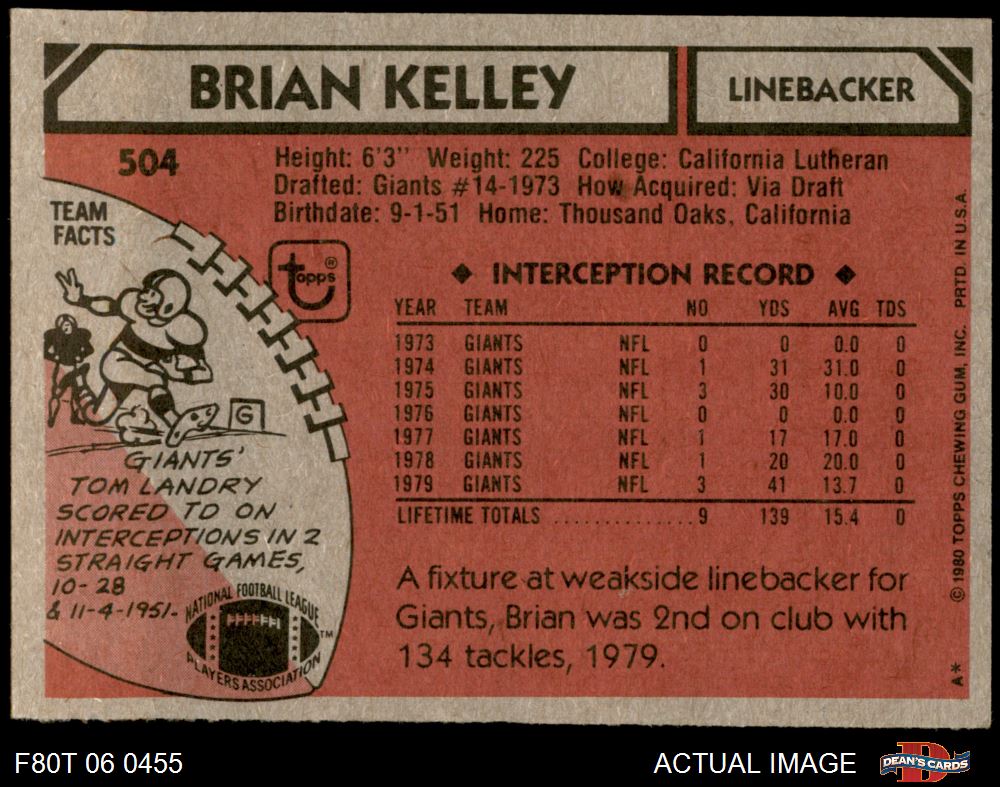 BRIAN KELLEY
LINEBACKER
504
Height: 6'3" Weight: 225 College: California Lutheran
Drafted: Giants #14-1973 How Acquired: Via Draft
Birthdate: 9-1-51 Home: Thousand Oaks, California
TEAM
FACTS
topps®
◆ INTERCEPTION RECORD ◆
YEAR TEAM NO YDS AVG TDS
1973 GIANTS NFL 0 0 0.0 0
1974 GIANTS NFL 1 31 31.0 0
1975 GIANTS NFL 3 30 10.0 0
1976 GIANTS NFL 0 0 0.0 0
1977 GIANTS NFL 1 17 17.0 0
1978 GIANTS NFL 1 20 20.0 0
1979 GIANTS NFL 3 41 13.7 0
LIFETIME TOTALS ................ 9 139 15.4 0
G
GIANTS'
TOM LANDRY
SCORED TD ON
INTERCEPTIONS IN 2
STRAIGHT GAMES,
10-28
& 11-4-1951.
NATIONAL FOOTBALL LEAGUE
PLAYERS ASSOCIATION
TM
A fixture at weakside linebacker for
Giants, Brian was 2nd on club with
134 tackles, 1979.
A* © 1980 TOPPS CHEWING GUM, INC. PRTD. IN U.S.A.
F80T 06 0455
ACTUAL IMAGE
D
DEAN'S CARDS